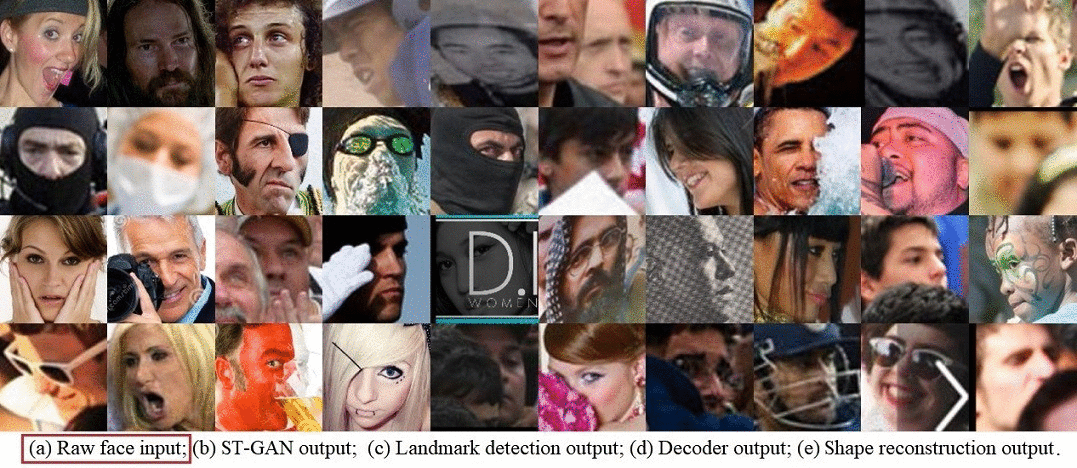 D.I
WOMEN
(a) Raw face input; (b) ST-GAN output; (c) Landmark detection output; (d) Decoder output; (e) Shape reconstruction output.